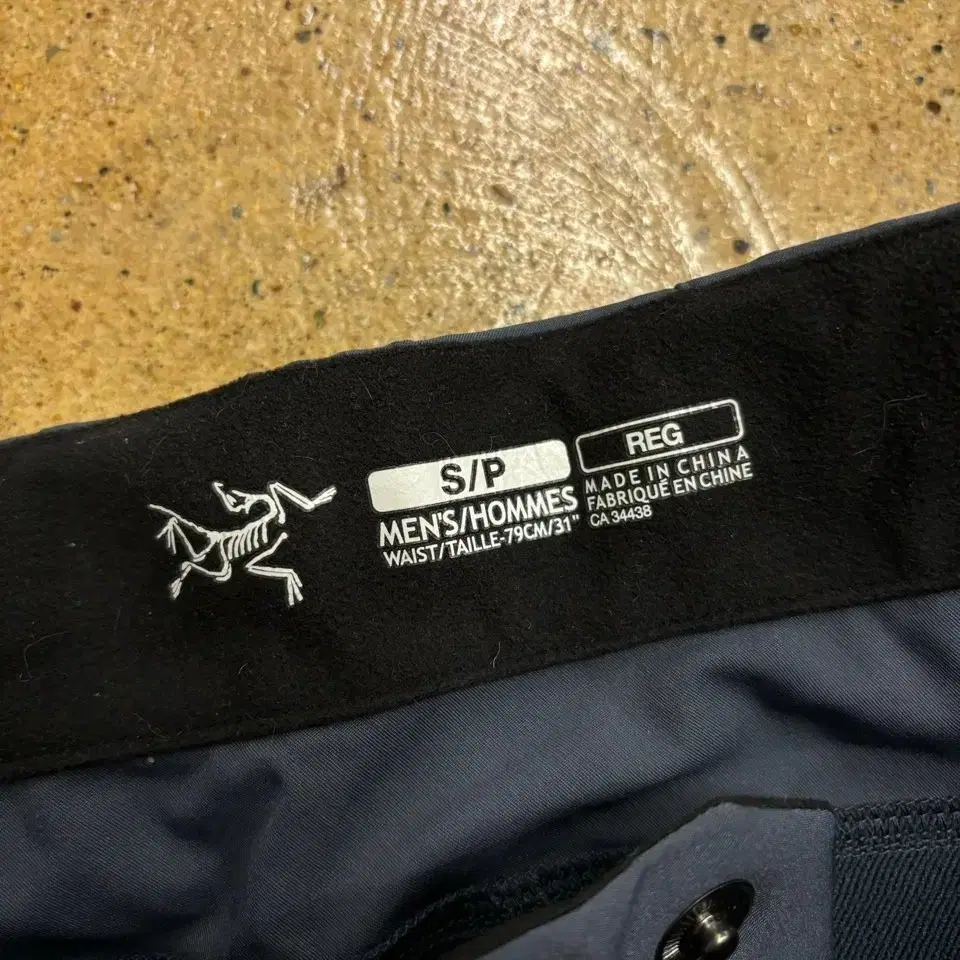 S/P
MEN'S/HOMMES
WAIST/TAILLE-79CM/31"
REG
MADE IN CHINA
FABRIQUÉ EN CHINE
CA 34438